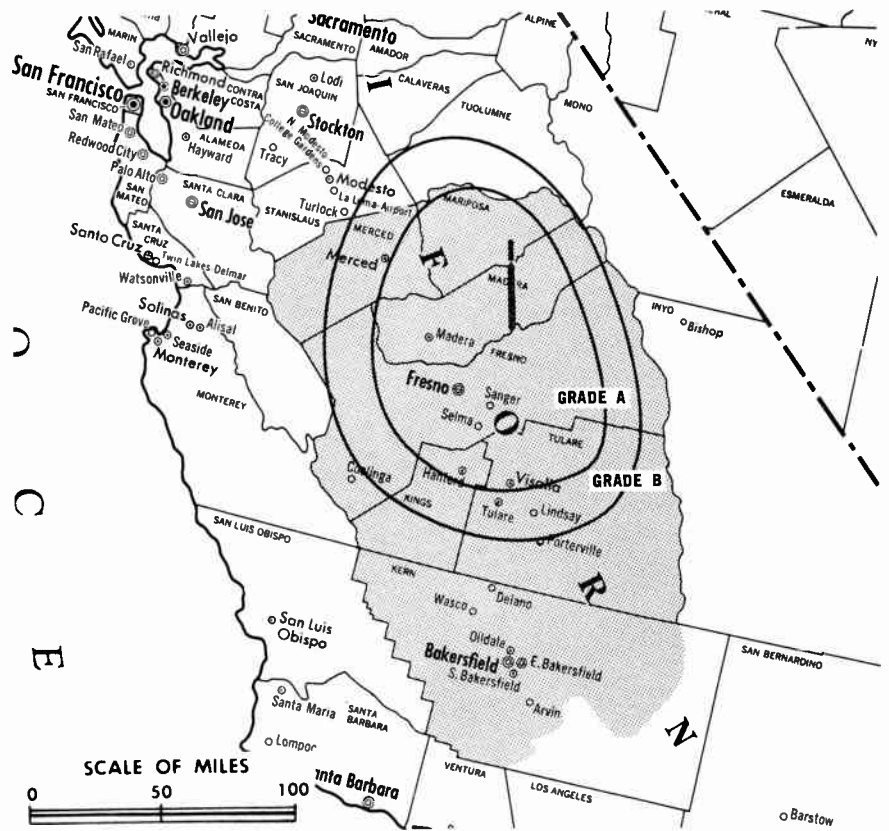 Sacramento
MARIN
Vallejo
SACRAMENTO
AMADOR
ALPINE
San Rafael
Richmond
CONTRA COSTA
Lodi
CALAVERAS
San Francisco
SAN FRANCISCO
Berkeley
SAN JOAQUIN
I
TUOLUMNE
MONO
Oakland
Stockton
San Mateo
ALAMEDA
Hayward
N. Modesto
College Gardens
Redwood City
Tracy
Modesto
ESMERALDA
Palo Alto
La Loma-Airport
SAN MATEO
SANTA CLARA
San Jose
STANISLAUS
Turlock
MARIPOSA
SANTA CRUZ
MERCED
Santo Cruz
Twin Lakes Delmar
Merced
F
MADERA
Watsonville
SAN BENITO
INYO
Bishop
Solinas
Alisal
Pacific Grove
Seaside
Monterey
Madera
FRESNO
O
MONTEREY
Fresno
Sanger
GRADE A
Selma
O
TULARE
Coalinga
Hanford
Visalia
GRADE B
C
KINGS
Tulare
Lindsay
SAN LUIS OBISPO
Porterville
KERN
Delano
R
Wasco
San Luis Obispo
Oildale
E
Bakersfield
E. Bakersfield
SAN BERNARDINO
S. Bakersfield
Santa Maria
SANTA BARBARA
Arvin
N
Lompoc
SCALE OF MILES
VENTURA
LOS ANGELES
0 50 100
nta Barbara
Barstow